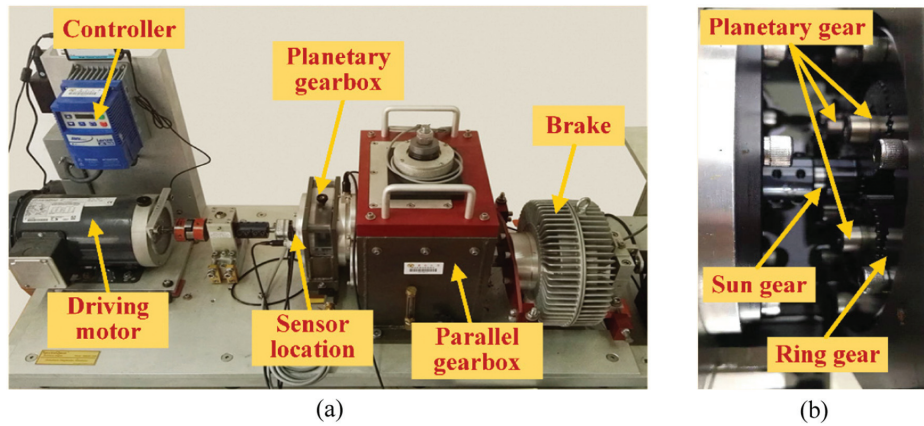 Controller
Planetary
gearbox
Brake
Driving
motor
Sensor
location
Parallel
gearbox
(a)
Planetary gear
Sun gear
Ring gear
(b)